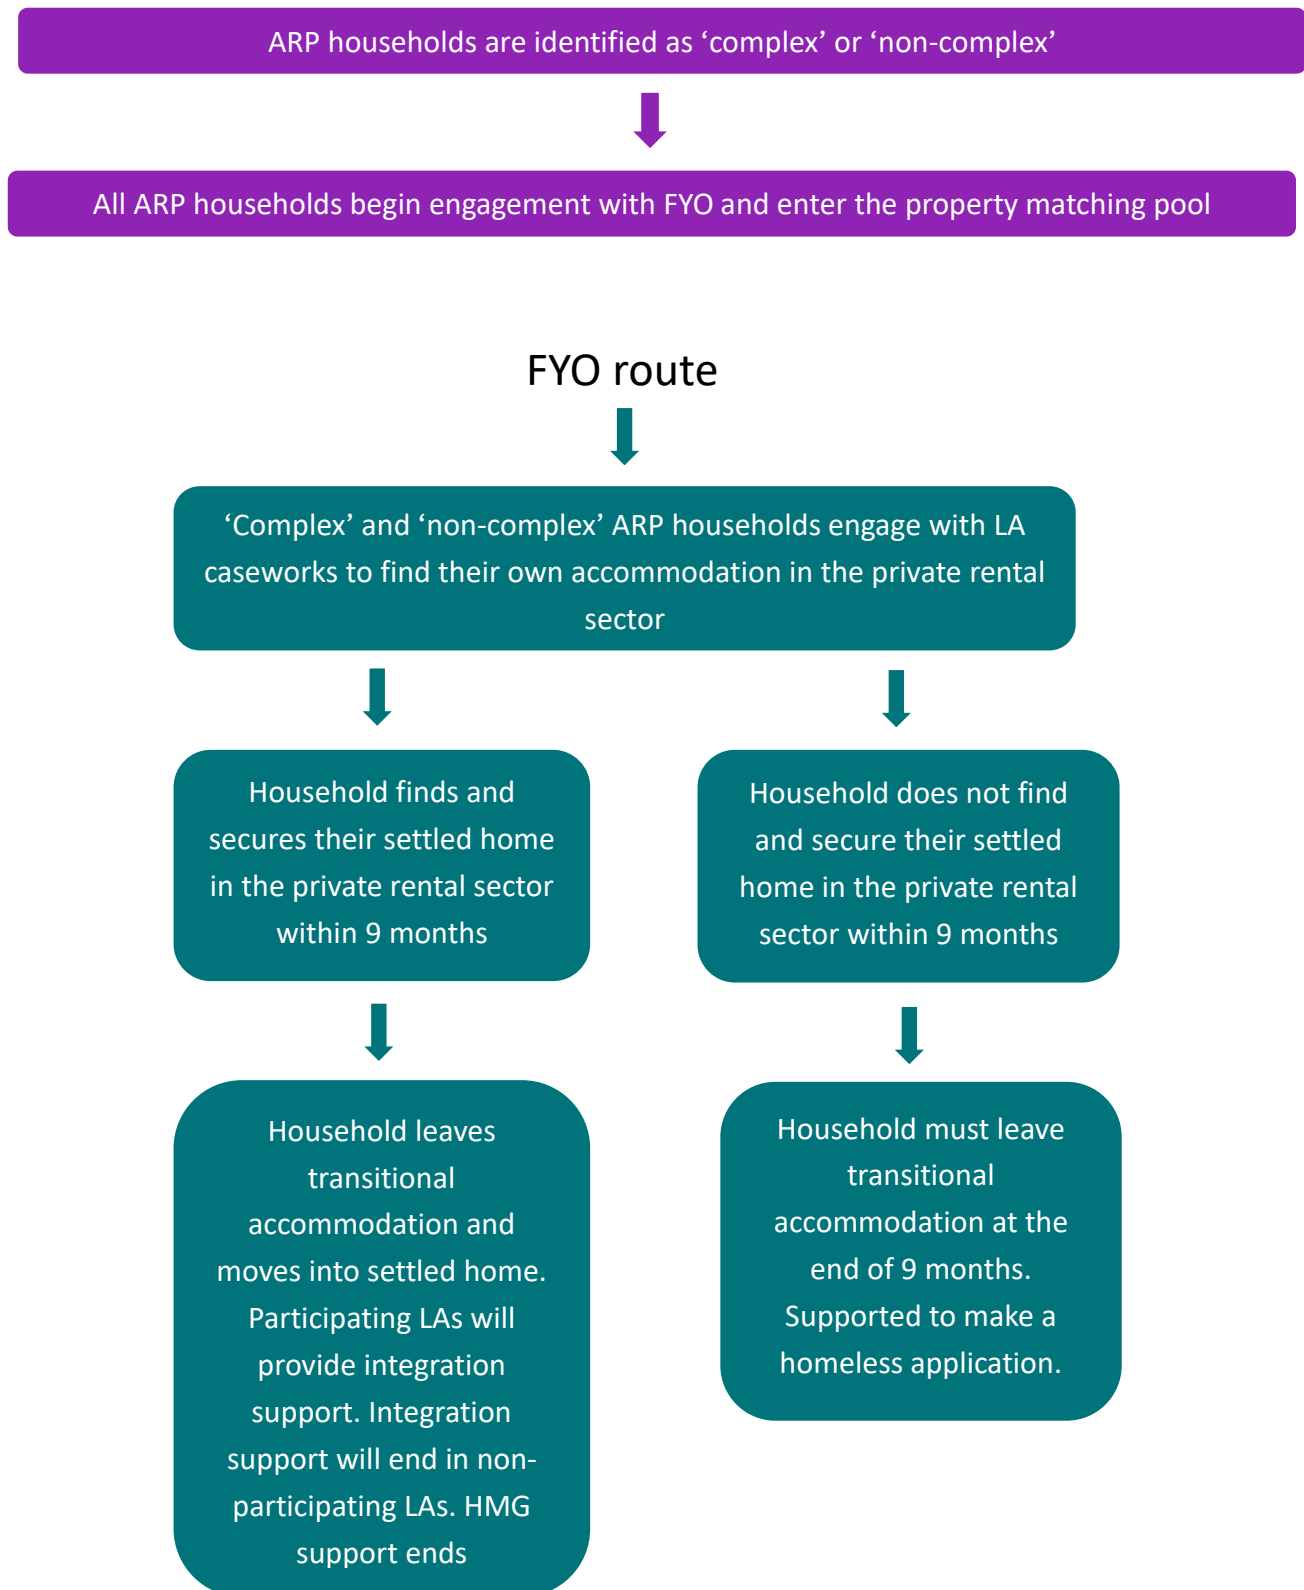 ARP households are identified as ‘complex’ or ‘non-complex’
All ARP households begin engagement with FYO and enter the property matching pool
FYO route
‘Complex’ and ‘non-complex’ ARP households engage with LA
caseworks to find their own accommodation in the private rental
sector
Household finds and
secures their settled home
in the private rental sector
within 9 months
Household does not find
and secure their settled
home in the private rental
sector within 9 months
Household leaves
transitional
accommodation and
moves into settled home.
Participating LAs will
provide integration
support. Integration
support will end in non-
participating LAs. HMG
support ends
Household must leave
transitional
accommodation at the
end of 9 months.
Supported to make a
homeless application.